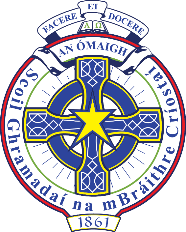 FACERE ET DOCERE
AN ÓMAIGH
Scoil Ghramadaí na mBráithre Críostaí
1861